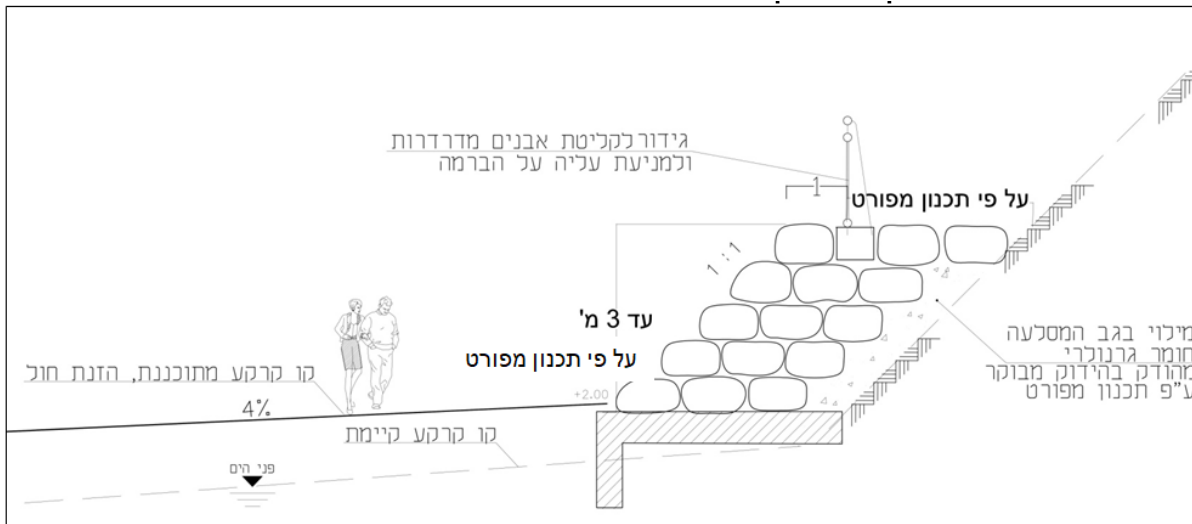 גידור לקליטת אבנים מדרדרות
ולמניעת עליה על הברמה
1
על פי תכנון מפורט
1 : 1
עד 3 מ'
על פי תכנון מפורט
מילוי בגב המסלעה
חומר גרנולרי
מהודק בהידוק מבוקר
ע"פ תכנון מפורט
קו קרקע מתוכננת, הזנת חול
4%
+2.00
קו קרקע קיימת
פני הים